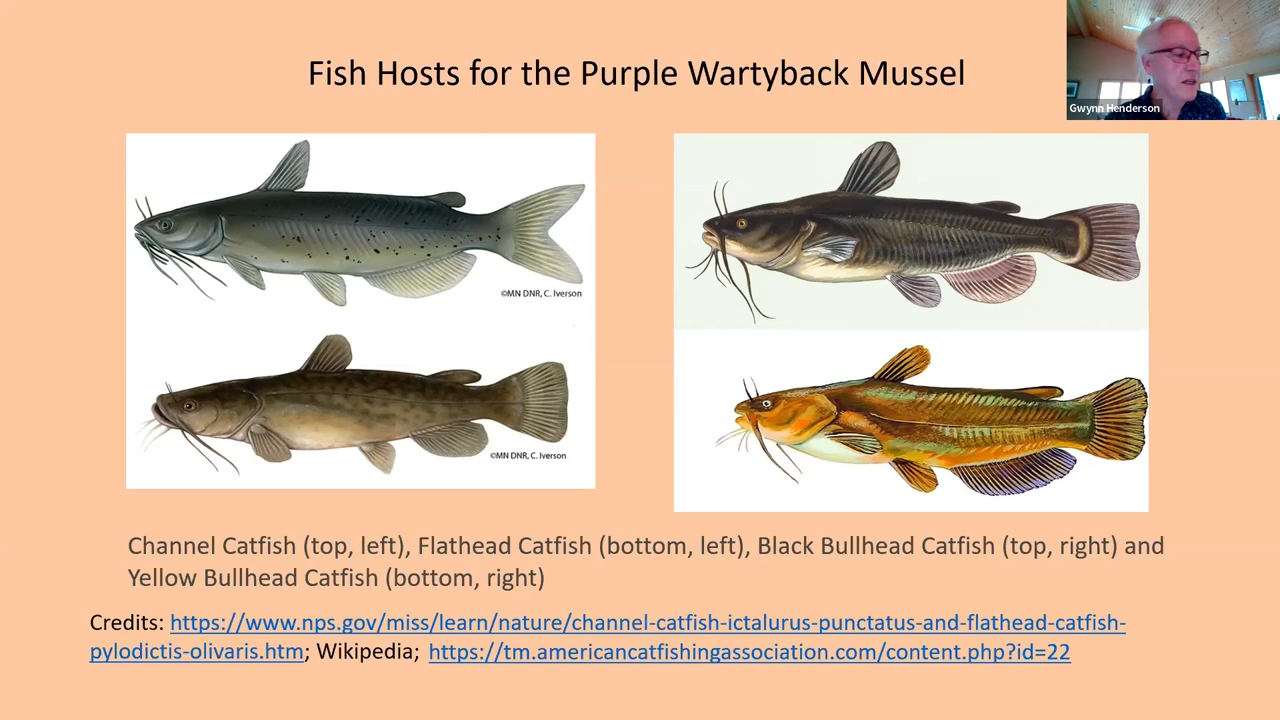 Fish Hosts for the Purple Wartyback Mussel
Gwynn Henderson
©MN DNR, C. Iverson
©MN DNR, C. Iverson
Channel Catfish (top, left), Flathead Catfish (bottom, left), Black Bullhead Catfish (top, right) and
Yellow Bullhead Catfish (bottom, right)
Credits: https://www.nps.gov/miss/learn/nature/channel-catfish-ictalurus-punctatus-and-flathead-catfish-
pylodictis-olivaris.htm; Wikipedia; https://tm.americancatfishingassociation.com/content.php?id=22